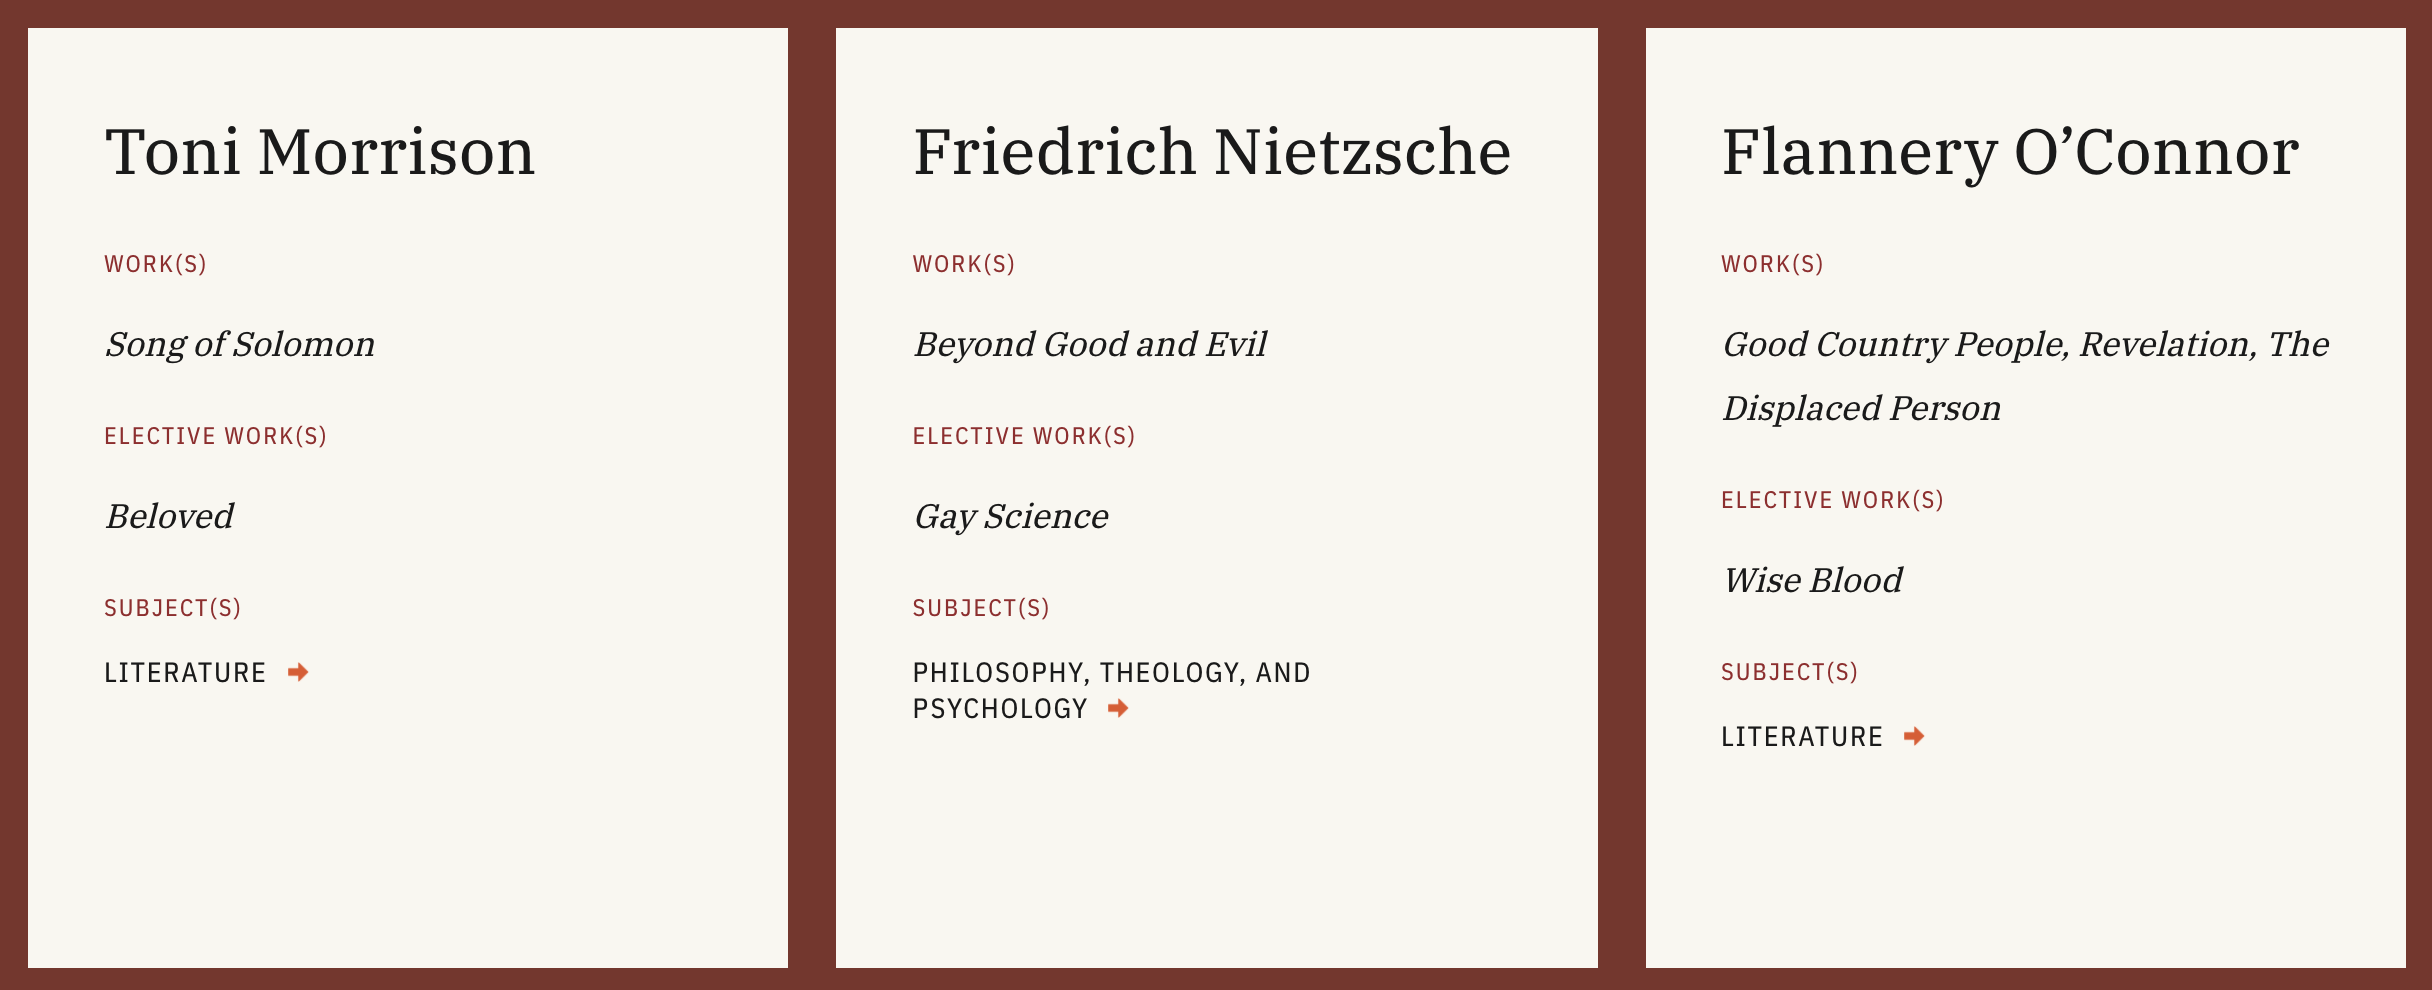 Toni Morrison
WORK(S)
Song of Solomon
ELECTIVE WORK(S)
Beloved
SUBJECT(S)
LITERATURE
Friedrich Nietzsche
WORK(S)
Beyond Good and Evil
ELECTIVE WORK(S)
Gay Science
SUBJECT(S)
PHILOSOPHY, THEOLOGY, AND
PSYCHOLOGY
Flannery O’Connor
WORK(S)
Good Country People, Revelation, The
Displaced Person
ELECTIVE WORK(S)
Wise Blood
SUBJECT(S)
LITERATURE